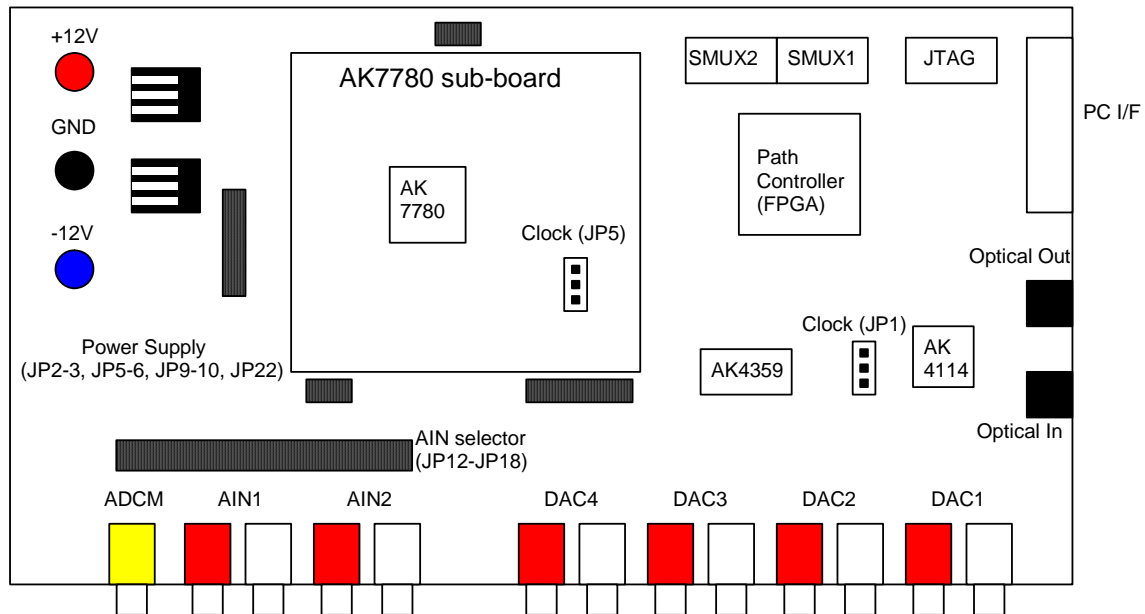 +12V
GND
-12V
AK7780 sub-board
SMUX2
SMUX1
JTAG
PC I/F
Path
Controller
(FPGA)
AK
7780
Clock (JP5)
Optical Out
Power Supply
(JP2-3, JP5-6, JP9-10, JP22)
Clock (JP1)
AK4359
AK
4114
Optical In
AIN selector
(JP12-JP18)
ADCM
AIN1
AIN2
DAC4
DAC3
DAC2
DAC1